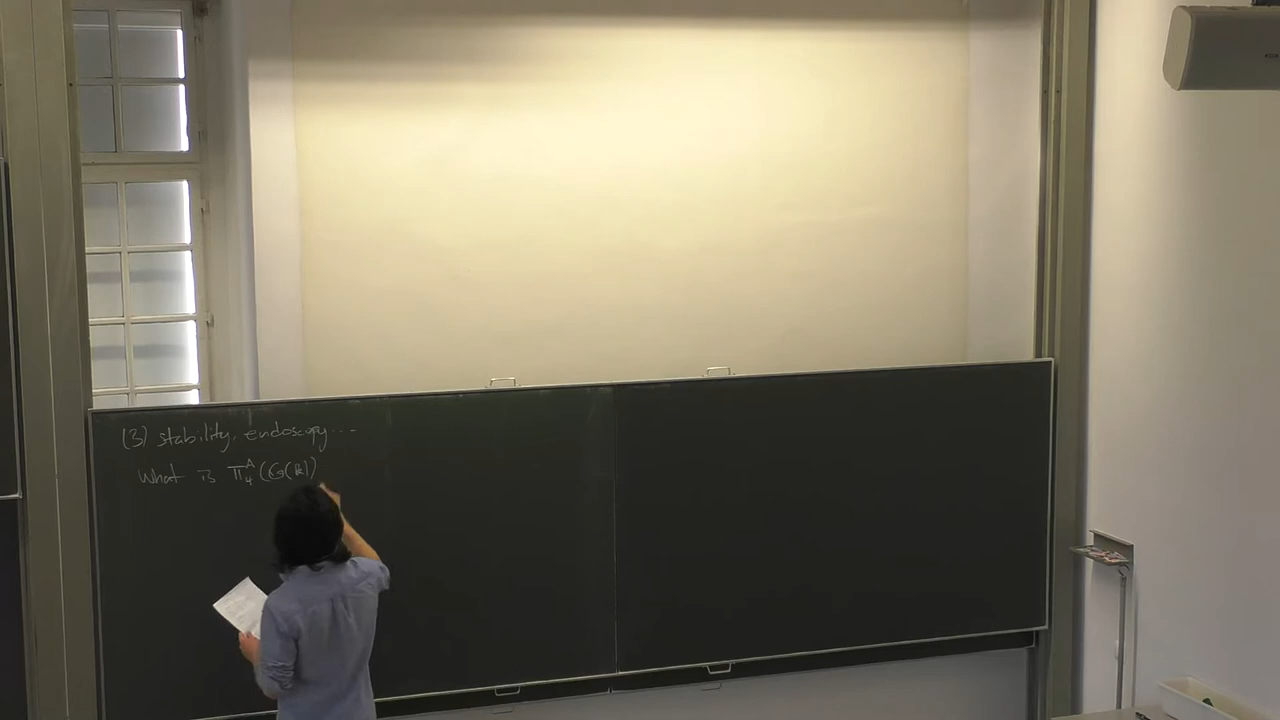 (3) stability, endoscopy...
What is Π_ψ^A (G(ℝ))